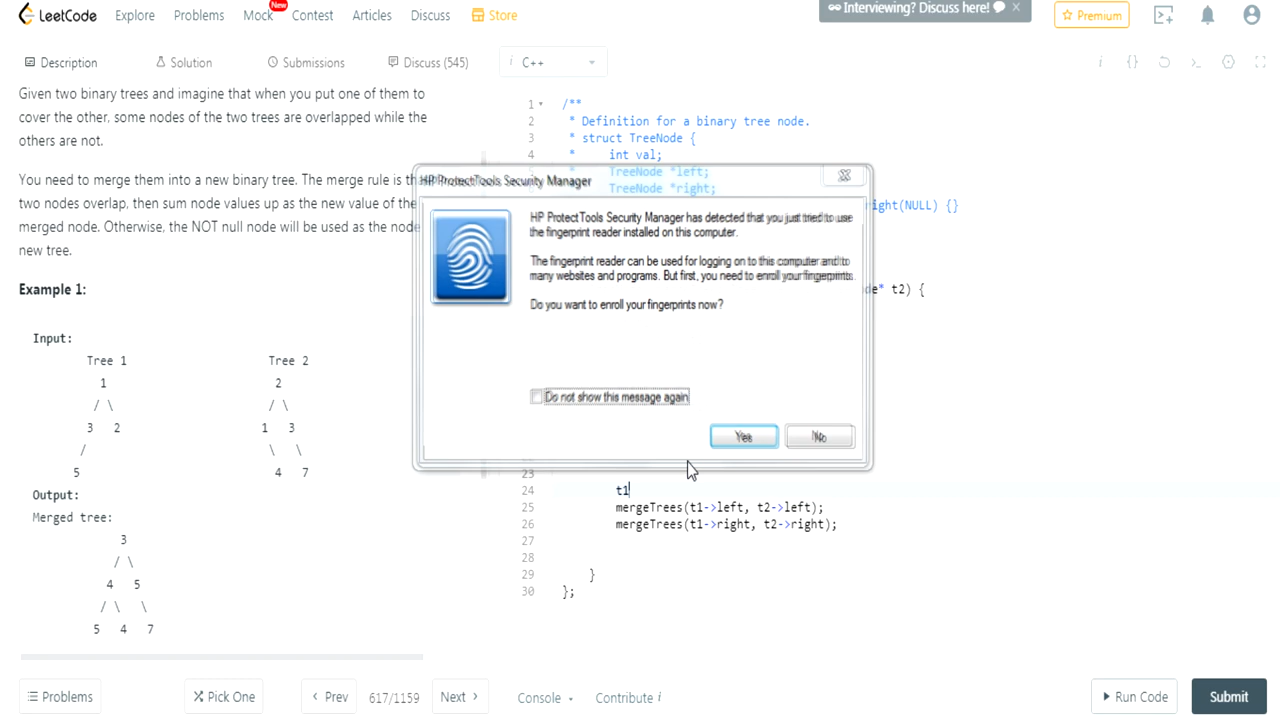 LeetCode Explore Problems Mock New Contest Articles Discuss Store Interviewing? Discuss here! x Premium
Description Solution Submissions Discuss (545) i C++
Given two binary trees and imagine that when you put one of them to
cover the other, some nodes of the two trees are overlapped while the
others are not.
You need to merge them into a new binary tree. The merge rule is
two nodes overlap, then sum node values up as the new value of the
merged node. Otherwise, the NOT null node will be used as the node
new tree.
Example 1:
Input:
Tree 1 Tree 2
1 2
/ \ / \
3 2 1 3
/ \ \
5 4 7
Output:
Merged tree:
3
/ \
4 5
/ \ \
5 4 7
1 /**
2 * Definition for a binary tree node.
3 * struct TreeNode {
4 * int val;
* TreeNode *left;
* TreeNode *right;
right(NULL) {}
de* t2) {
HP ProtectTools Security Manager
HP ProtectTools Security Manager has detected that you just tried to use
the fingerprint reader installed on this computer.
The fingerprint reader can be used for logging on to this computer and to
many websites and programs. But first, you need to enroll your fingerprints.
Do you want to enroll your fingerprints now?
Do not show this message again
Yes No
23
24 t1
25 mergeTrees(t1->left, t2->left);
26 mergeTrees(t1->right, t2->right);
27
28
29 }
30 };
Problems Pick One Prev 617/1159 Next Console Contribute i Run Code Submit